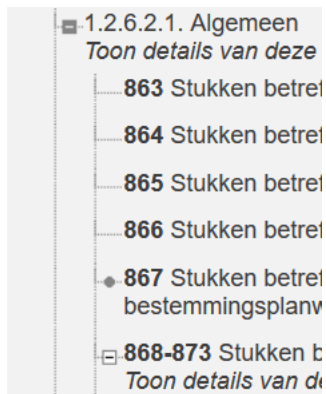 1.2.6.2.1. Algemeen
Toon details van deze
863 Stukken betref
864 Stukken betref
865 Stukken betref
866 Stukken betref
867 Stukken betref
bestemmingsplanw
868-873 Stukken b
Toon details van de